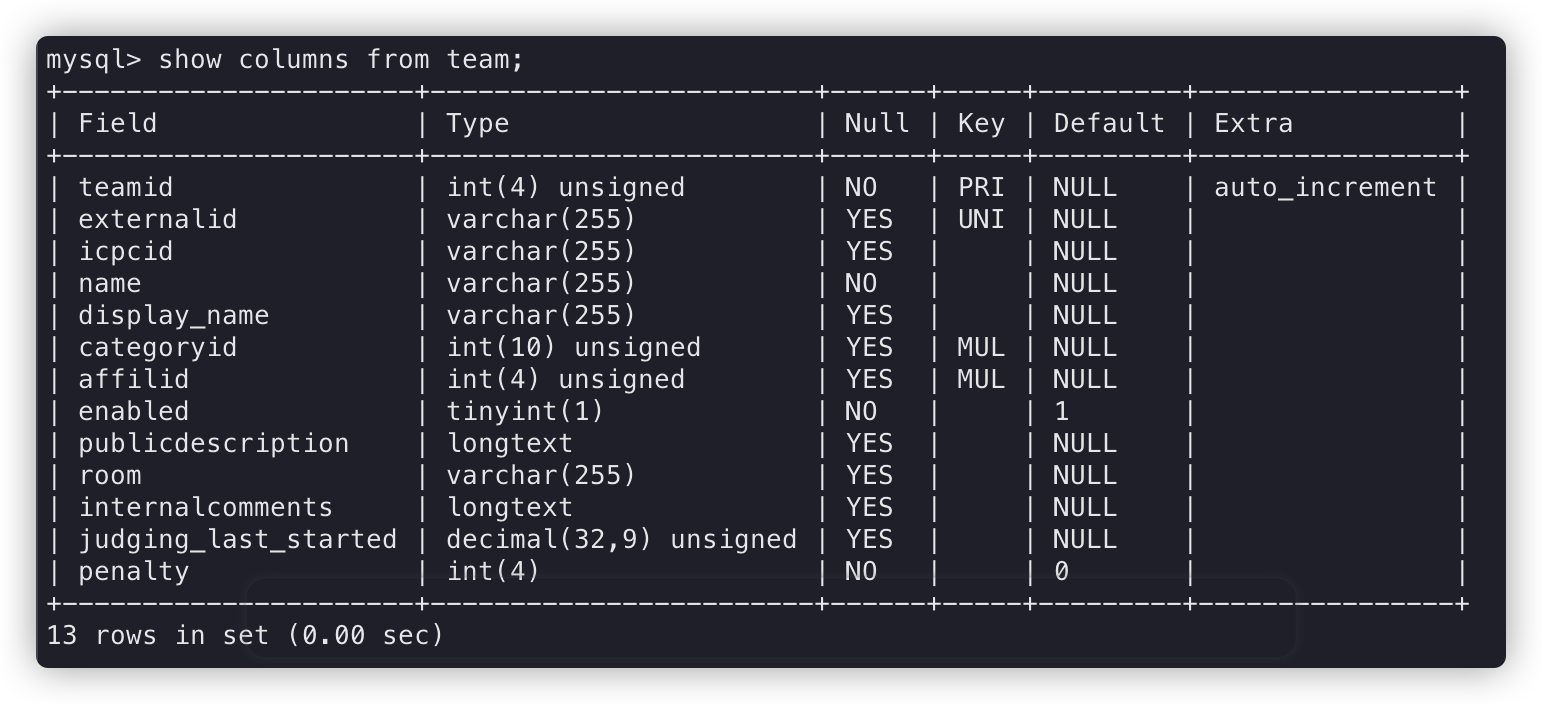 mysql> show columns from team;
+----------------------+------------------------+------+-----+---------+----------------+
| Field                | Type                   | Null | Key | Default | Extra          |
+----------------------+------------------------+------+-----+---------+----------------+
| teamid               | int(4) unsigned        | NO   | PRI | NULL    | auto_increment |
| externalid           | varchar(255)           | YES  | UNI | NULL    |                |
| icpcid               | varchar(255)           | YES  |     | NULL    |                |
| name                 | varchar(255)           | NO   |     | NULL    |                |
| display_name         | varchar(255)           | YES  |     | NULL    |                |
| categoryid           | int(10) unsigned       | YES  | MUL | NULL    |                |
| affilid              | int(4) unsigned        | YES  | MUL | NULL    |                |
| enabled              | tinyint(1)             | NO   |     | 1       |                |
| publicdescription    | longtext               | YES  |     | NULL    |                |
| room                 | varchar(255)           | YES  |     | NULL    |                |
| internalcomments     | longtext               | YES  |     | NULL    |                |
| judging_last_started | decimal(32,9) unsigned | YES  |     | NULL    |                |
| penalty              | int(4)                 | NO   |     | 0       |                |
+----------------------+------------------------+------+-----+---------+----------------+
13 rows in set (0.00 sec)